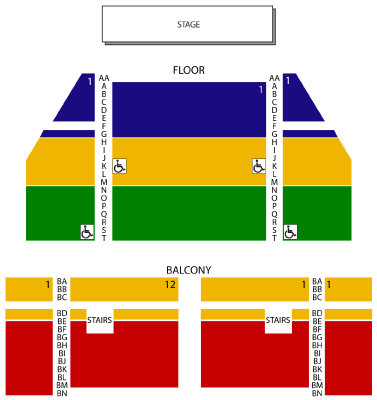 STAGE
FLOOR
1 AA AA 1
A 1 A
B B
C C
D D
E E
F F
G G
H H
I I
J J
K K
L L
M M
N N
O O
P P
Q Q
R R
S S
T T
BALCONY
1 BA 12 1 BA 1
BB BB
BC BC
BD BD
BE STAIRS STAIRS BE
BF BF
BG BG
BH BH
BI BI
BJ BJ
BK BK
BL BL
BM BM
BN BN